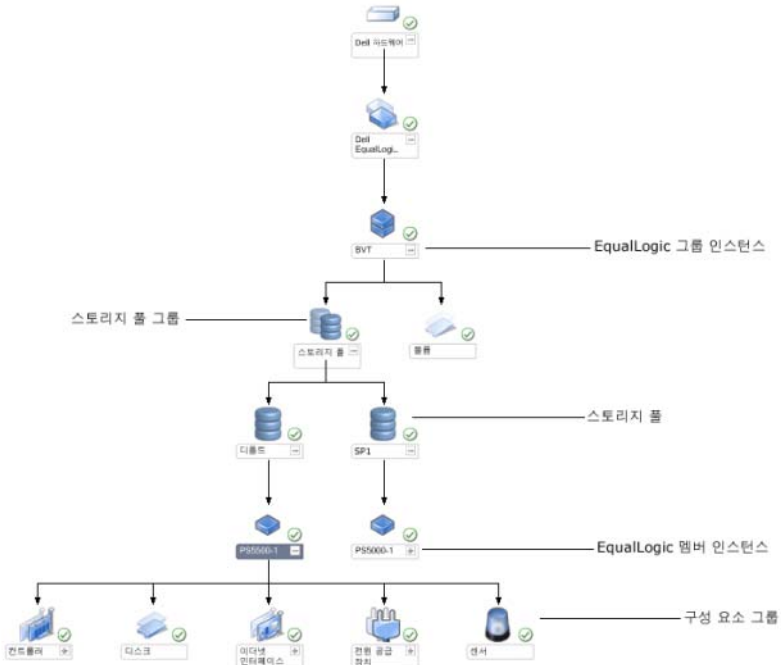 Dell 하드웨어
Dell
EqualLogi...
BVT
EqualLogic 그룹 인스턴스
스토리지 풀 그룹
스토리지 풀
볼륨
스토리지 풀
디폴트
SP1
EqualLogic 멤버 인스턴스
PS5500-1
PS5000-1
구성 요소 그룹
컨트롤러
디스크
이더넷
인터페이스
전원 공급
장치
센서